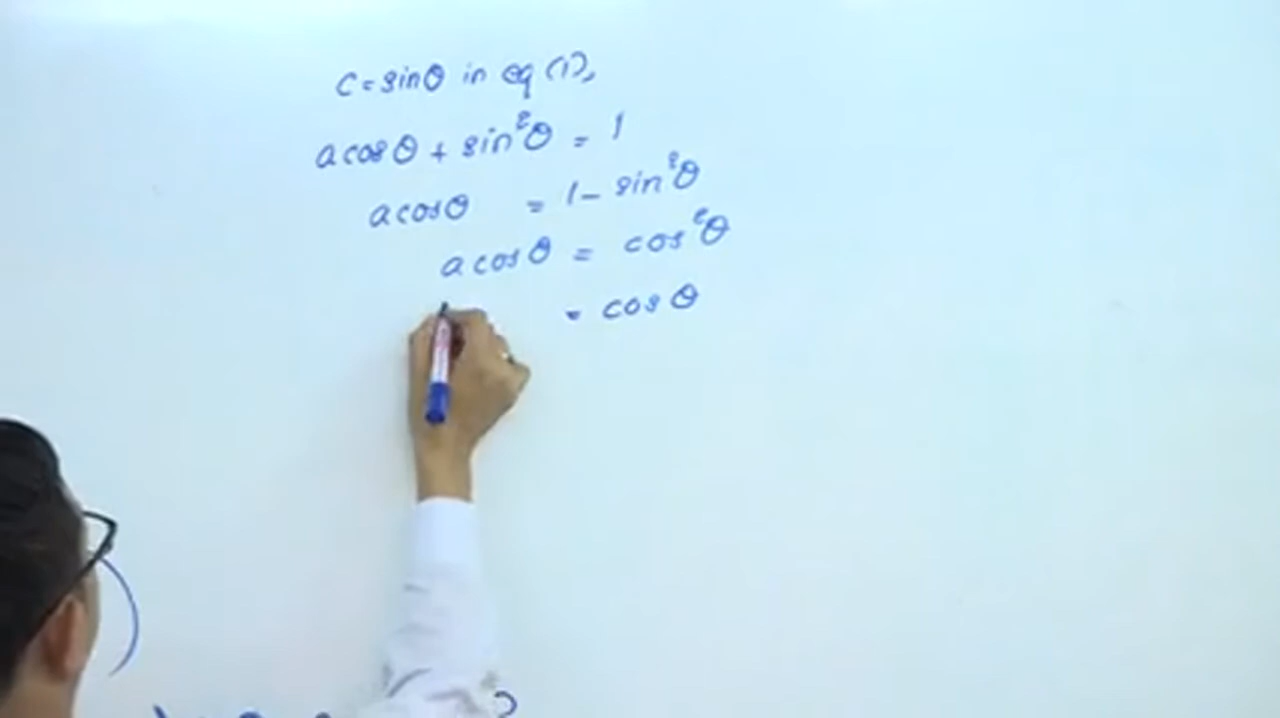 c = sinθ in eq (1),
a cosθ + sin²θ = 1
a cosθ = 1 - sin²θ
a cosθ = cos²θ
= cosθ